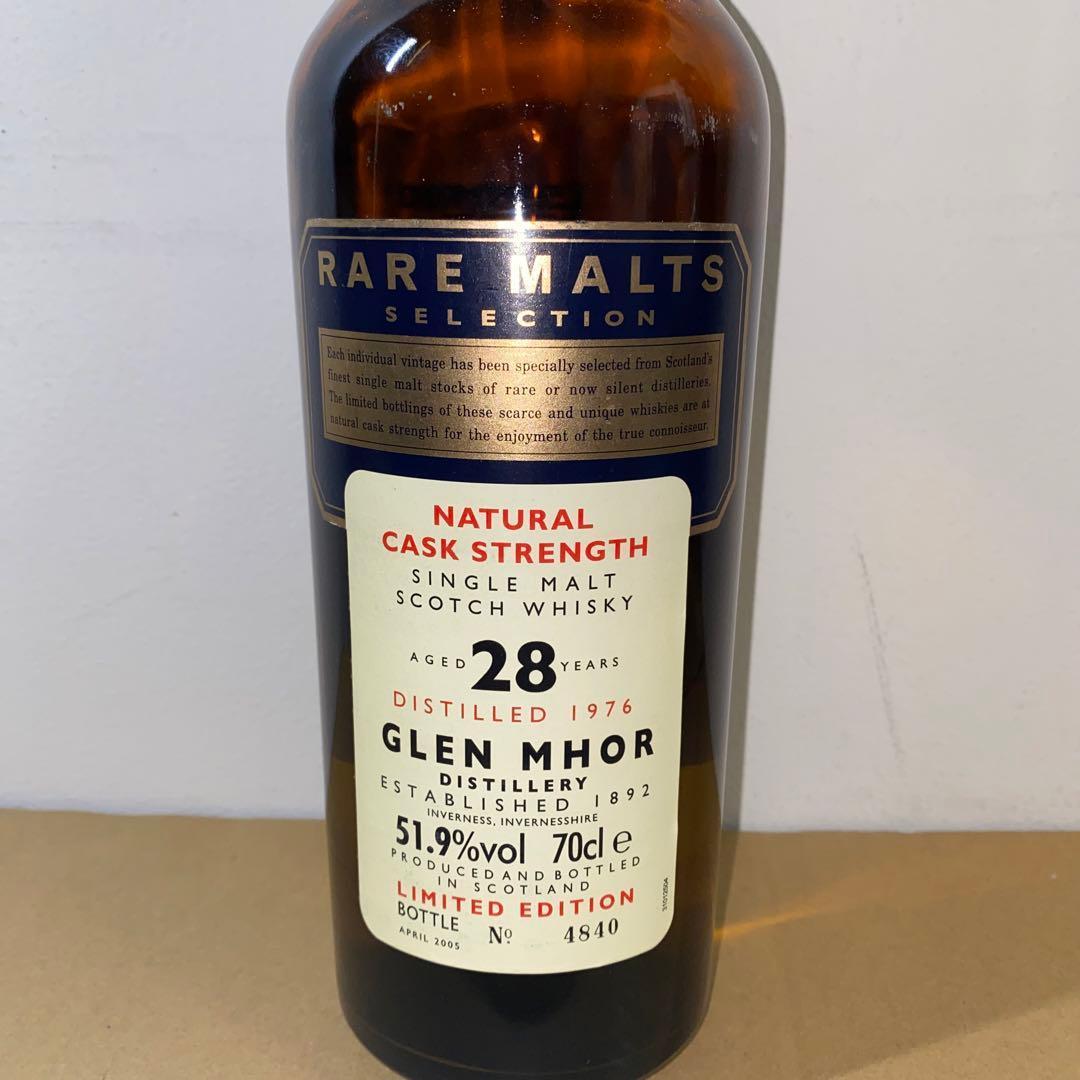 RARE MALTS
SELECTION
Each individual vintage has been specially selected from Scotland's
finest single malt stocks of rare or now silent distilleries.
The limited bottlings of these scarce and unique whiskies are at
natural cask strength for the enjoyment of the true connoisseur.
NATURAL
CASK STRENGTH
SINGLE MALT
SCOTCH WHISKY
AGED 28 YEARS
DISTILLED 1976
GLEN MHOR
DISTILLERY
ESTABLISHED 1892
INVERNESS, INVERNESSHIRE
51.9%vol 70cl e
PRODUCED AND BOTTLED
IN SCOTLAND
LIMITED EDITION
BOTTLE Nº 4840
APRIL 2005